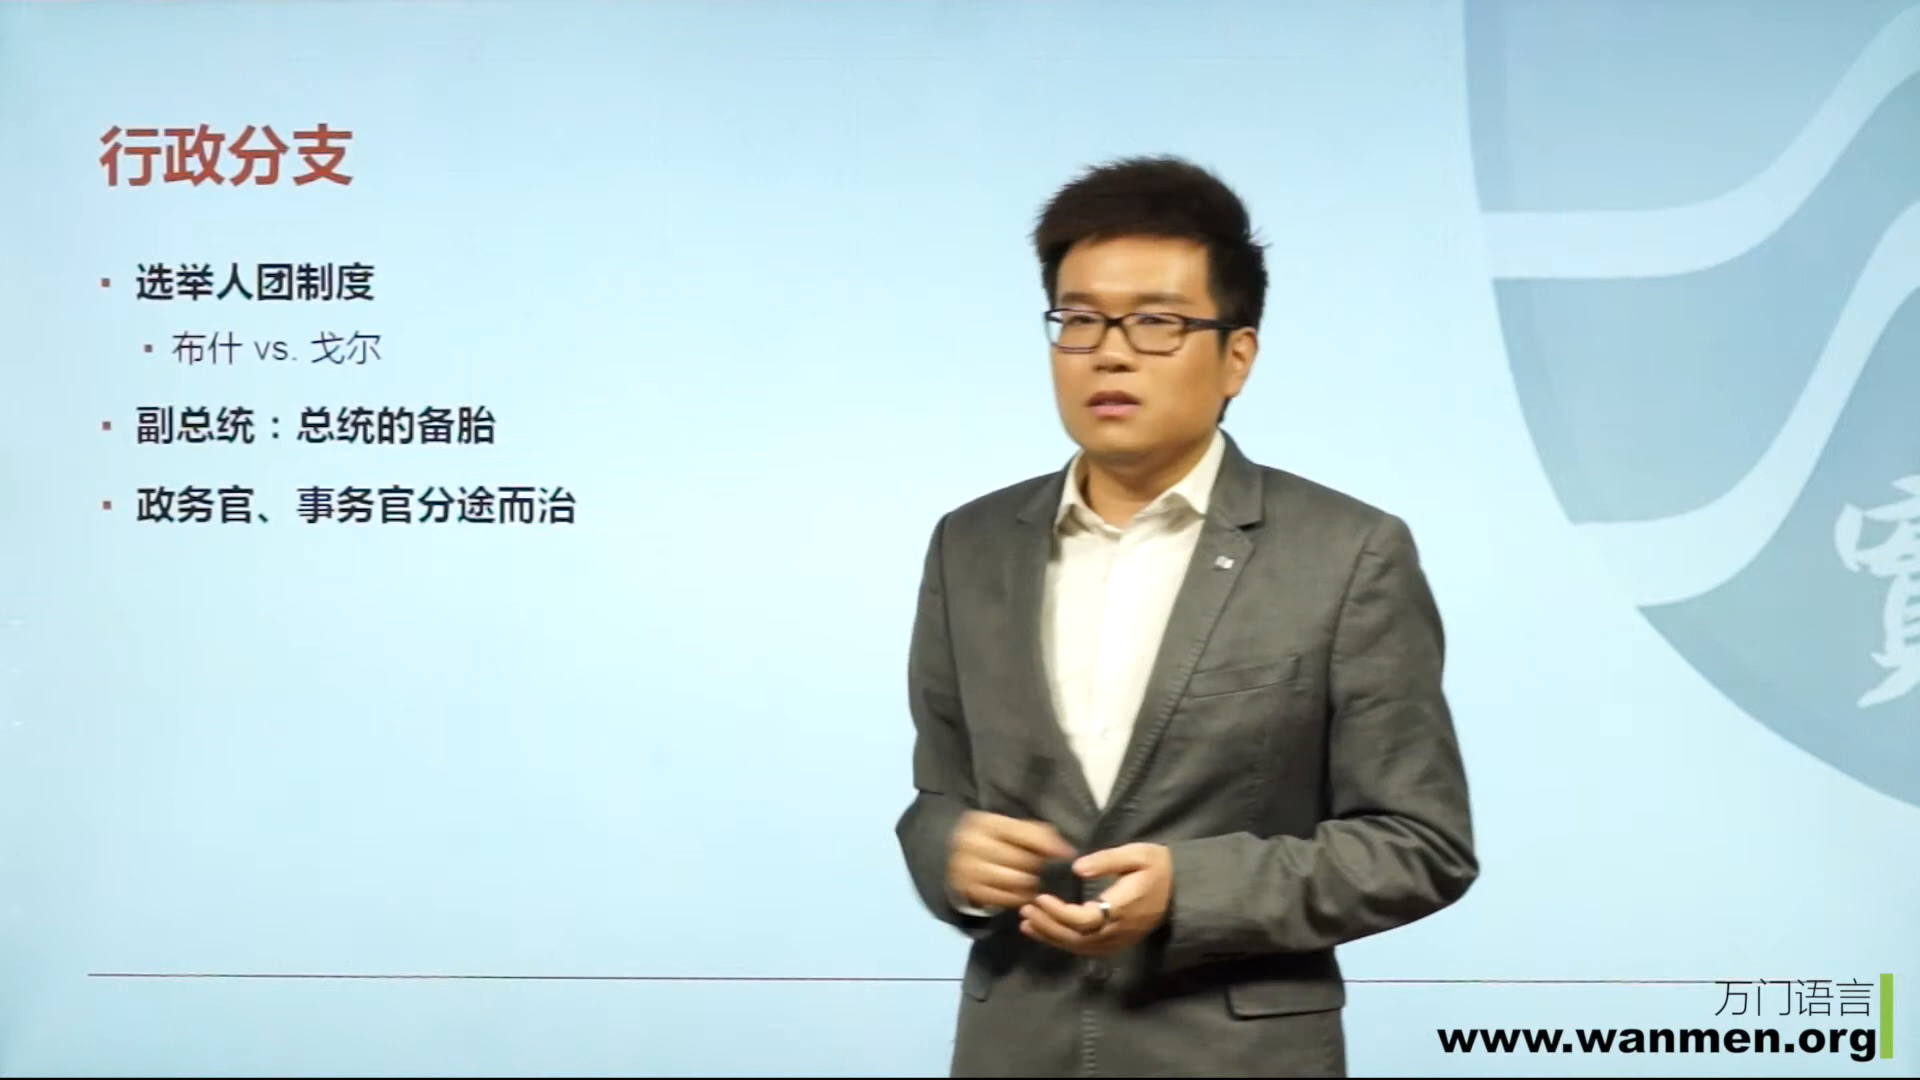 行政分支
▪ 选举人团制度
▪ 布什 vs. 戈尔
▪ 副总统：总统的备胎
▪ 政务官、事务官分途而治
寶
万门语言
www.wanmen.org